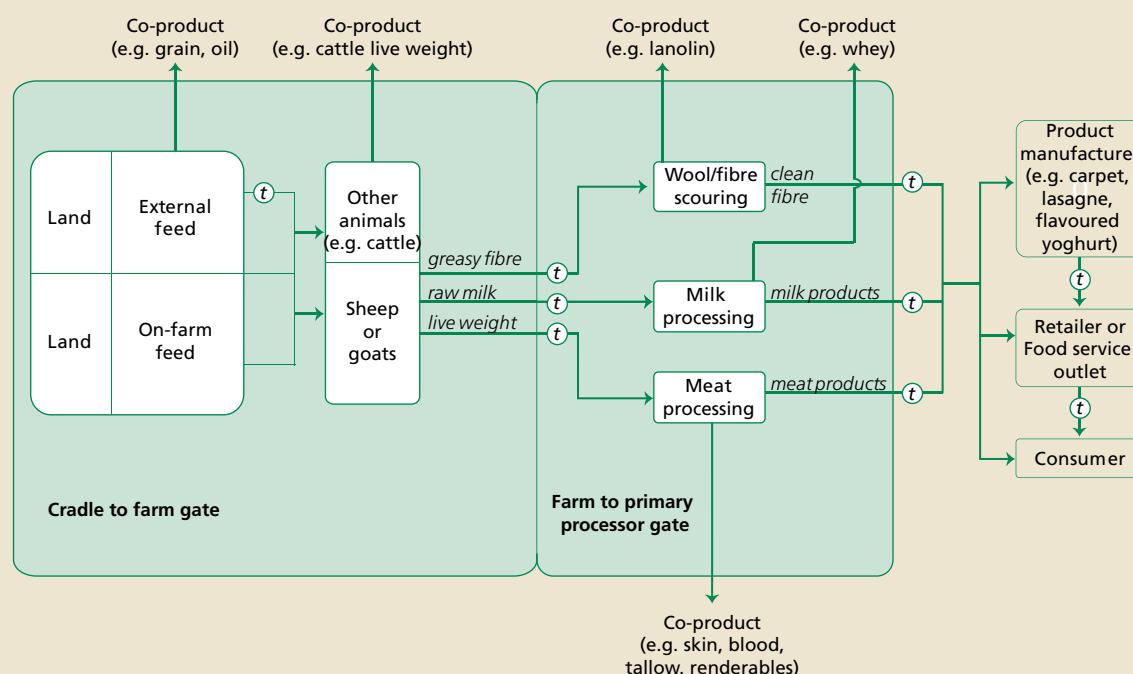 Co-product
(e.g. grain, oil)
Co-product
(e.g. cattle live weight)
Co-product
(e.g. lanolin)
Co-product
(e.g. whey)
Land
External
feed
t
Land
On-farm
feed
Other
animals
(e.g. cattle)
Sheep
or
goats
greasy fibre
t
raw milk
t
live weight
t
Wool/fibre
scouring
clean
fibre
t
Milk
processing
milk products
t
Meat
processing
meat products
t
Product
manufacture
(e.g. carpet,
lasagne,
flavoured
yoghurt)
t
Retailer or
Food service
outlet
t
Consumer
Cradle to farm gate
Farm to primary
processor gate
Co-product
(e.g. skin, blood,
tallow, renderables)